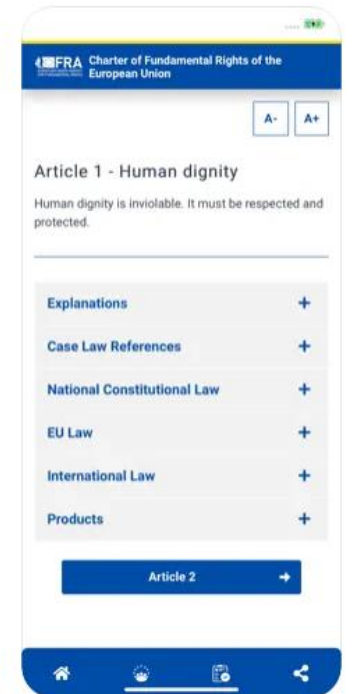 FRA Charter of Fundamental Rights of the
European Union
A- A+
Article 1 - Human dignity
Human dignity is inviolable. It must be respected and
protected.
Explanations +
Case Law References +
National Constitutional Law +
EU Law +
International Law +
Products +
Article 2